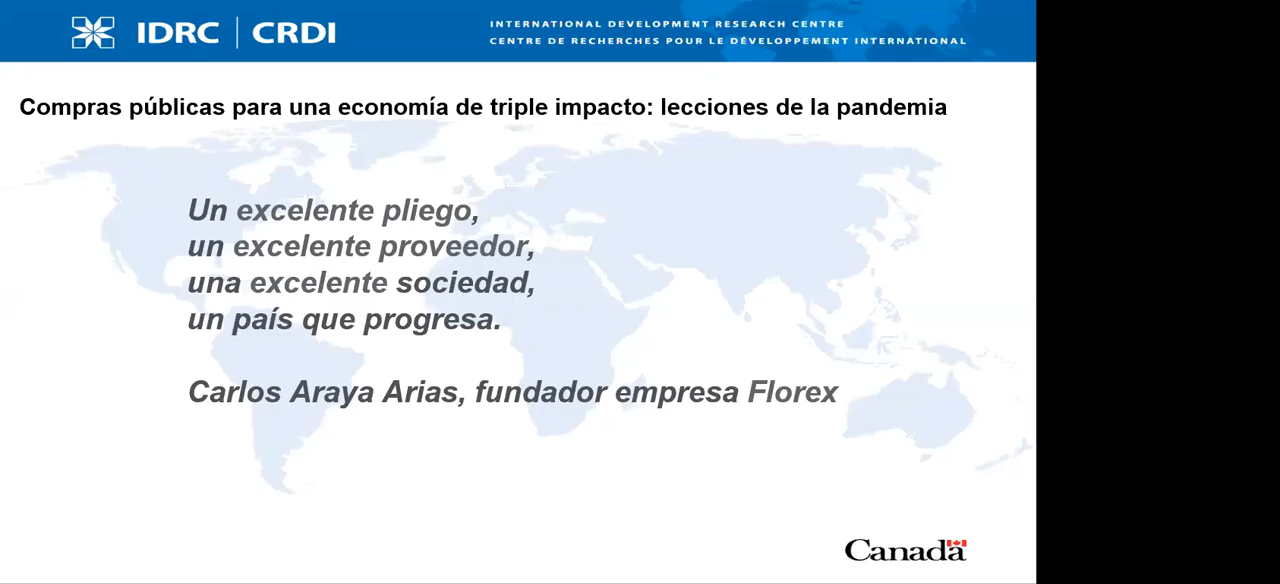 IDRC | CRDI
INTERNATIONAL DEVELOPMENT RESEARCH CENTRE
CENTRE DE RECHERCHES POUR LE DÉVELOPPEMENT INTERNATIONAL
Compras públicas para una economía de triple impacto: lecciones de la pandemia
Un excelente pliego,
un excelente proveedor,
una excelente sociedad,
un país que progresa.
Carlos Araya Arias, fundador empresa Florex
Canada